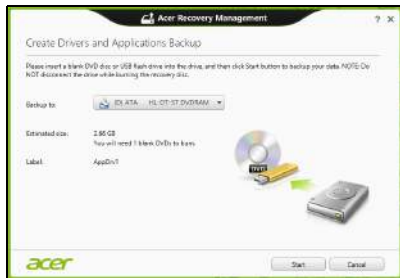 Acer Recovery Management
? X
Create Drivers and Applications Backup
Please insert a blank DVD disc or USB flash drive into the drive, and then click Start button to backup your data. NOTE: Do
NOT disconnect the drive while burning the recovery disc.
Backup to:
ATA HL-DT-ST DVDRAM
Estimated size:
2.66 GB
You will need 1 blank DVDs to burn.
Label:
AppDrv1
DVD
acer
Start
Cancel